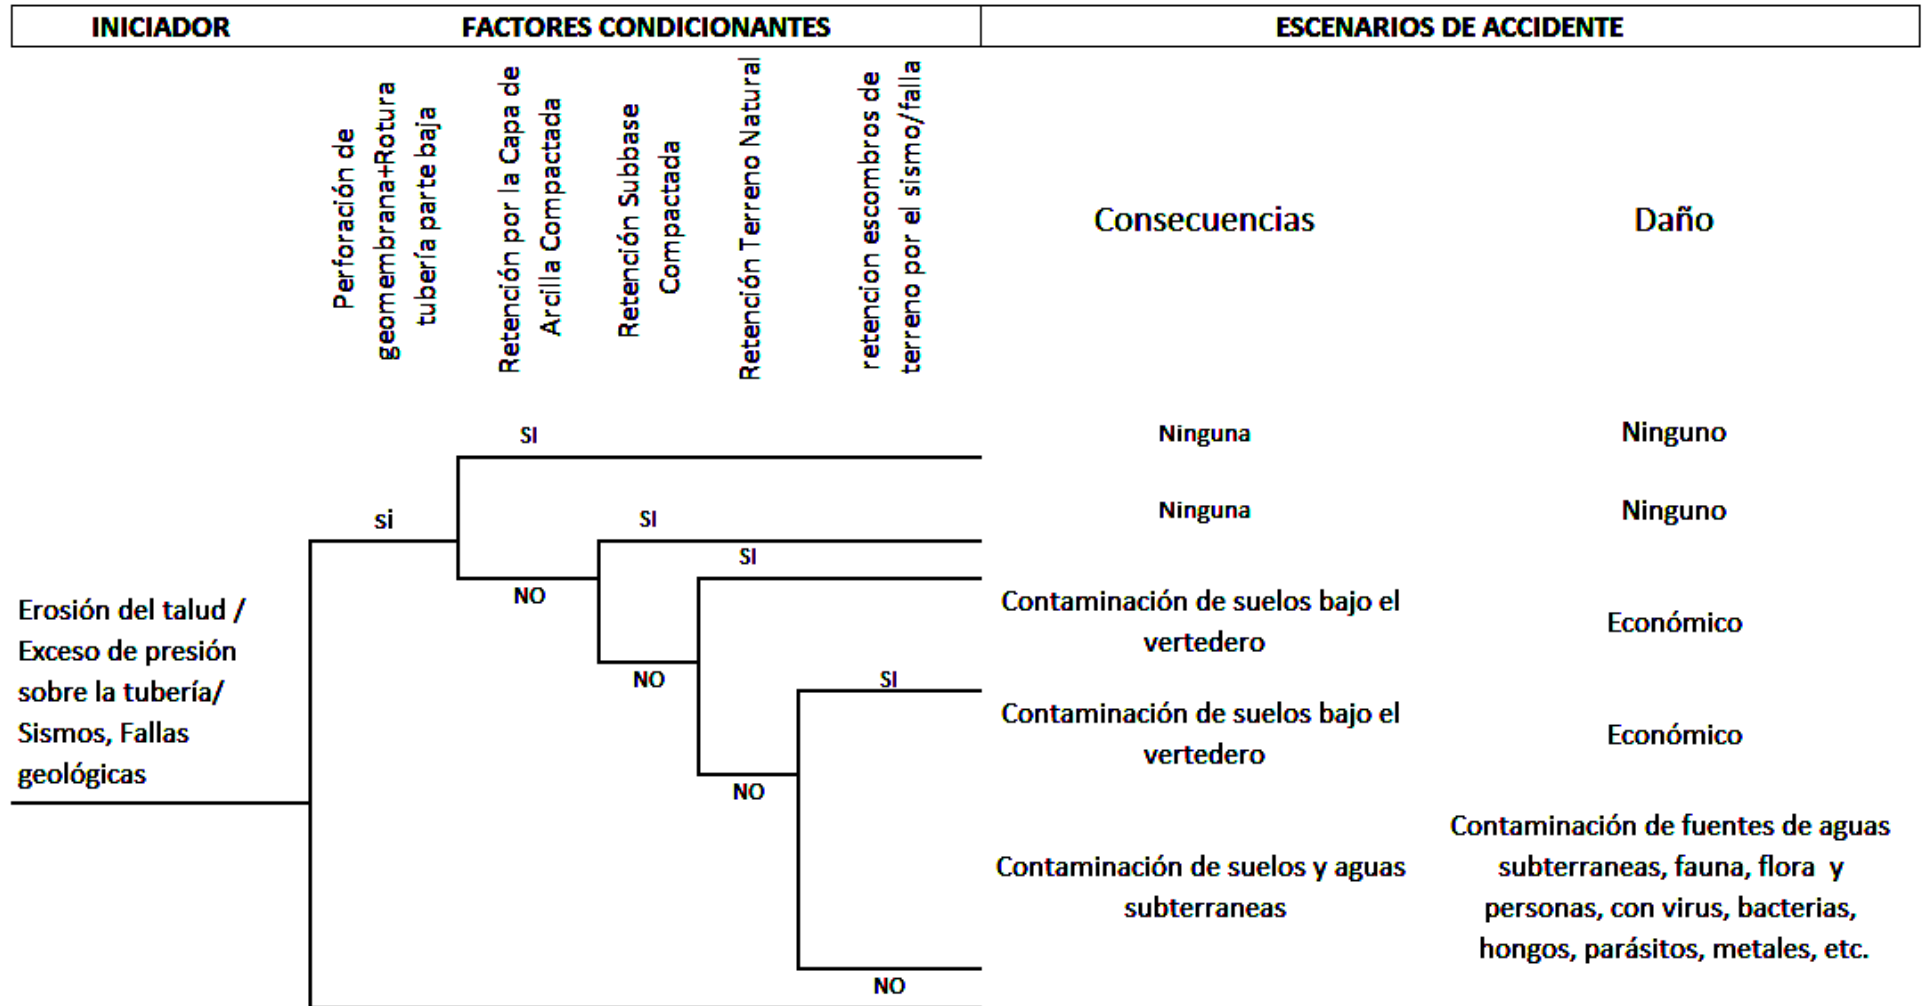 INICIADOR
FACTORES CONDICIONANTES
ESCENARIOS DE ACCIDENTE
Perforación de
geomembrana+Rotura
tubería parte baja
Retención por la Capa de
Arcilla Compactada
Retención Subbase
Compactada
Retención Terreno Natural
retencion escombros de
terreno por el sismo/falla
Consecuencias
Daño
SI
Ninguna
Ninguno
sí
SI
Ninguna
Ninguno
SI
NO
Contaminación de suelos bajo el
vertedero
Económico
NO
SI
Contaminación de suelos bajo el
vertedero
Económico
Erosión del talud /
Exceso de presión
sobre la tubería/
Sismos, Fallas
geológicas
NO
Contaminación de suelos y aguas
subterraneas
Contaminación de fuentes de aguas
subterraneas, fauna, flora y
personas, con virus, bacterias,
hongos, parásitos, metales, etc.
NO